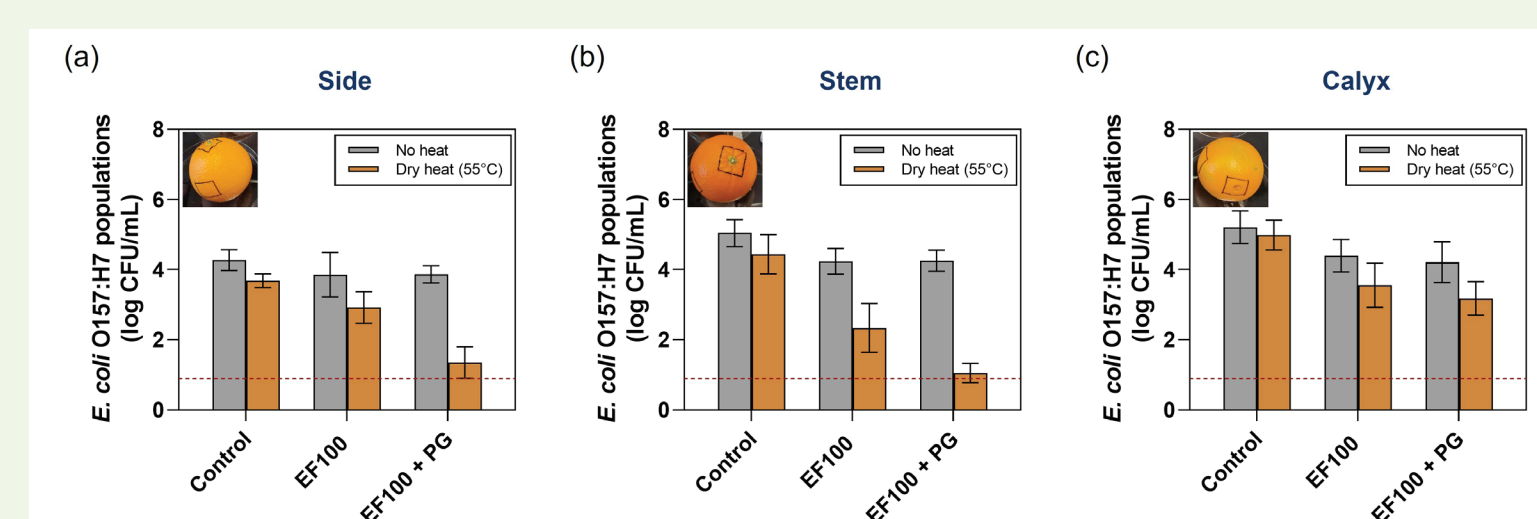 (a)
Side
E. coli O157:H7 populations
(log CFU/mL)
8
6
4
2
0
No heat
Dry heat (55°C)
Control
EF100
EF100 + PG
(b)
Stem
E. coli O157:H7 populations
(log CFU/mL)
8
6
4
2
0
No heat
Dry heat (55°C)
Control
EF100
EF100 + PG
(c)
Calyx
E. coli O157:H7 populations
(log CFU/mL)
8
6
4
2
0
No heat
Dry heat (55°C)
Control
EF100
EF100 + PG